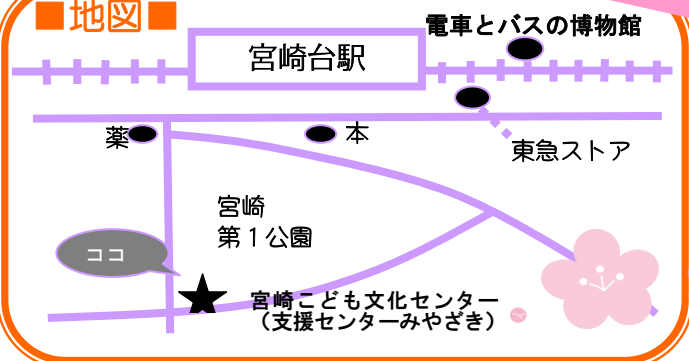 ■地図■
電車とバスの博物館
宮崎台駅
薬
本
東急ストア
宮崎
第１公園
ココ
宮崎こども文化センター
（支援センターみやざき）